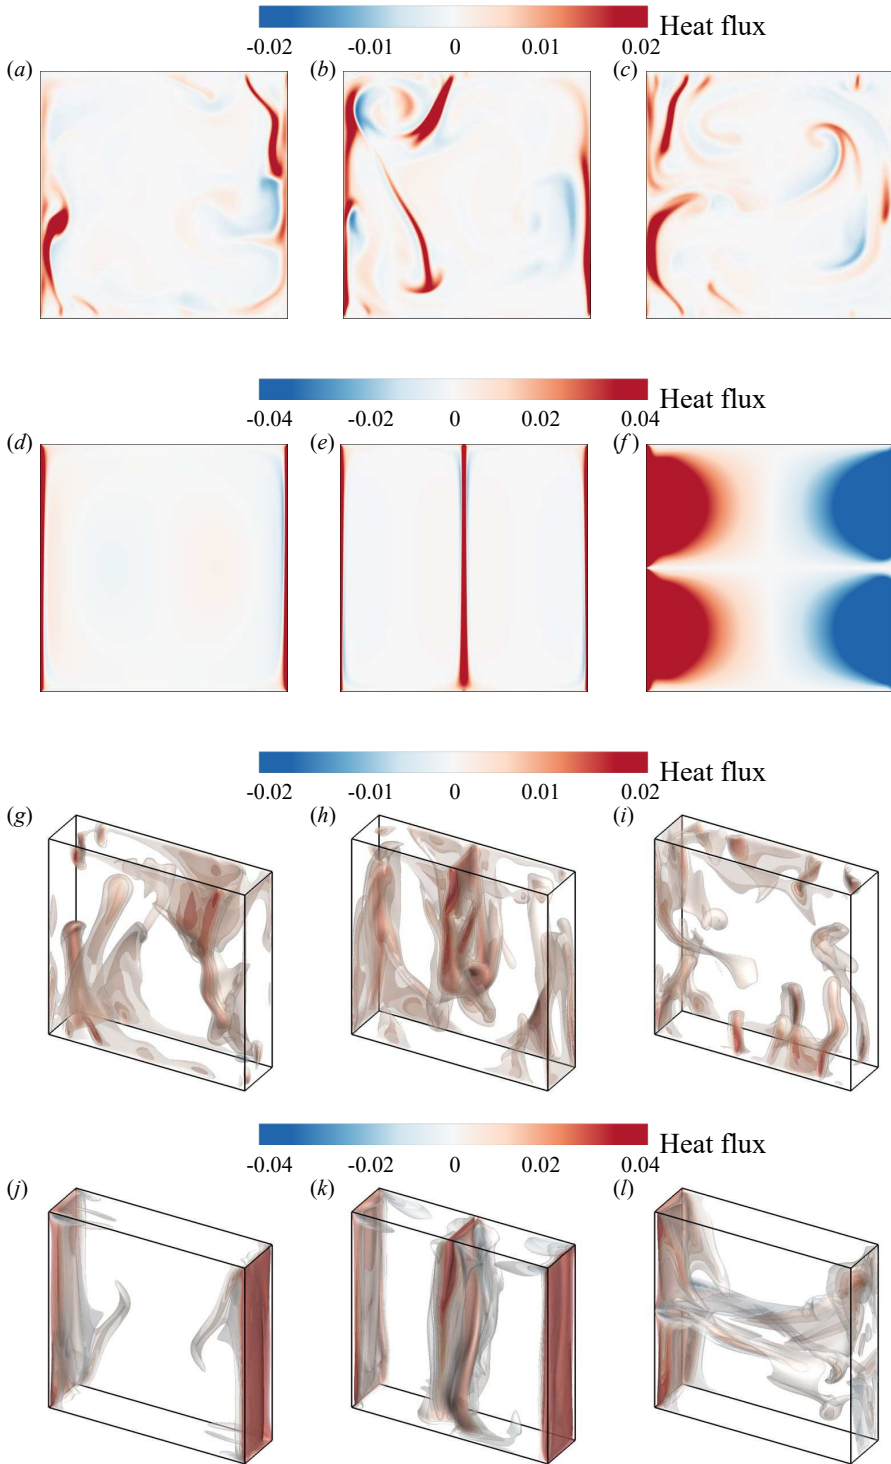 Heat flux
-0.02 -0.01 0 0.01 0.02
(a) (b) (c)
Heat flux
-0.04 -0.02 0 0.02 0.04
(d) (e) (f)
Heat flux
-0.02 -0.01 0 0.01 0.02
(g) (h) (i)
Heat flux
-0.04 -0.02 0 0.02 0.04
(j) (k) (l)